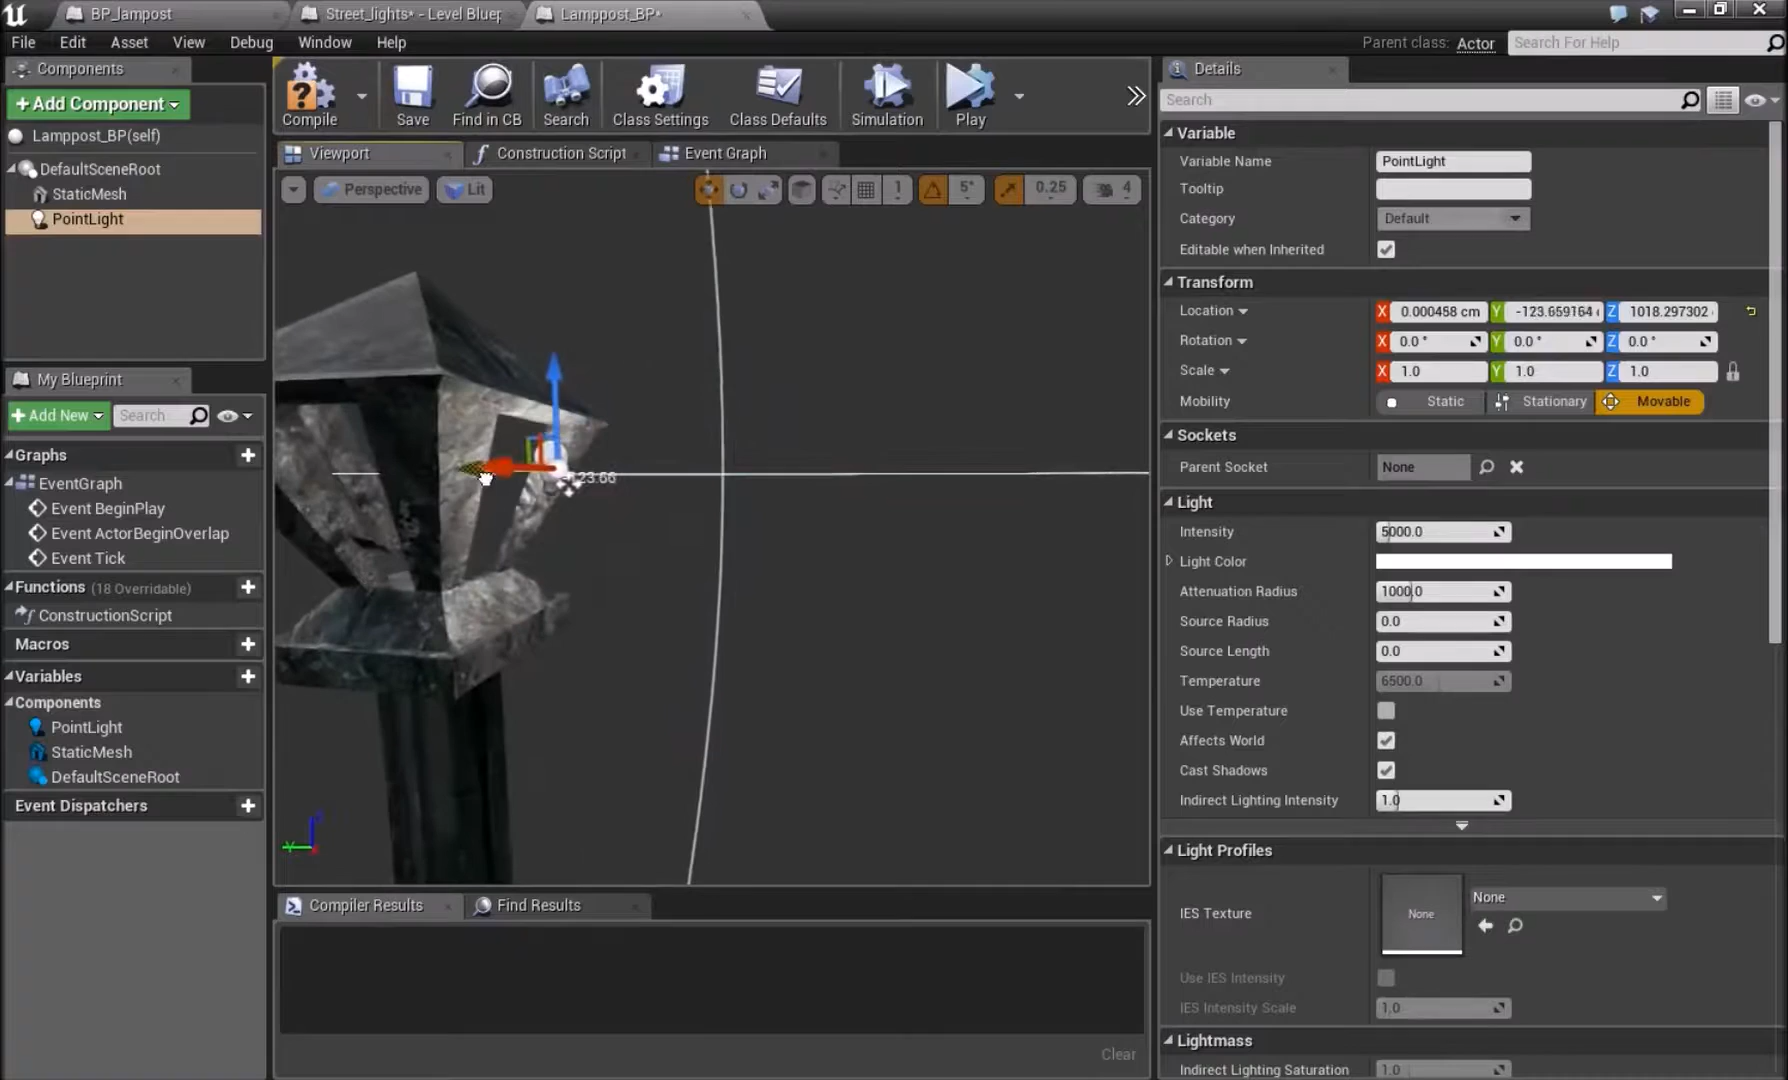 BP_lampost
Street_lights* - Level Bluep
Lamppost_BP*
File Edit Asset View Debug Window Help
Parent class: Actor
Search For Help
Components
+Add Component
Lamppost_BP(self)
DefaultSceneRoot
StaticMesh
PointLight
My Blueprint
+Add New
Search
Graphs
EventGraph
Event BeginPlay
Event ActorBeginOverlap
Event Tick
Functions (18 Overridable)
ConstructionScript
Macros
Variables
Components
PointLight
StaticMesh
DefaultSceneRoot
Event Dispatchers
Compile
Save
Find in CB
Search
Class Settings
Class Defaults
Simulation
Play
Viewport
Construction Script
Event Graph
Perspective
Lit
1
5°
0.25
4
Compiler Results
Find Results
Clear
Details
Search
Variable
Variable Name PointLight
Tooltip
Category Default
Editable when Inherited
Transform
Location X 0.000458 cm Y -123.659164 Z 1018.297302
Rotation X 0.0 ° Y 0.0 ° Z 0.0 °
Scale X 1.0 Y 1.0 Z 1.0
Mobility Static Stationary Movable
Sockets
Parent Socket None
Light
Intensity 5000.0
Light Color
Attenuation Radius 1000.0
Source Radius 0.0
Source Length 0.0
Temperature 6500.0
Use Temperature
Affects World
Cast Shadows
Indirect Lighting Intensity 1.0
Light Profiles
IES Texture None None
Use IES Intensity
IES Intensity Scale 1.0
Lightmass
Indirect Lighting Saturation 1.0